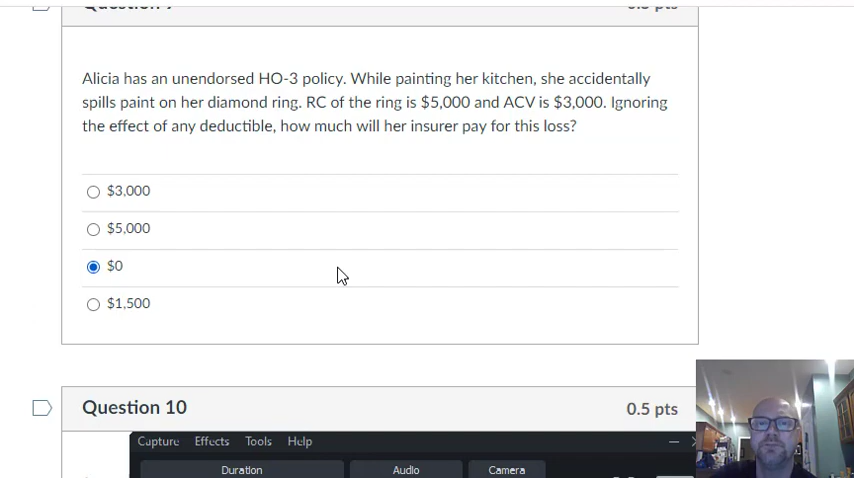 Alicia has an unendorsed HO-3 policy. While painting her kitchen, she accidentally
spills paint on her diamond ring. RC of the ring is $5,000 and ACV is $3,000. Ignoring
the effect of any deductible, how much will her insurer pay for this loss?
$3,000
$5,000
$0
$1,500
Question 10
0.5 pts
Capture Effects Tools Help
Duration Audio Camera